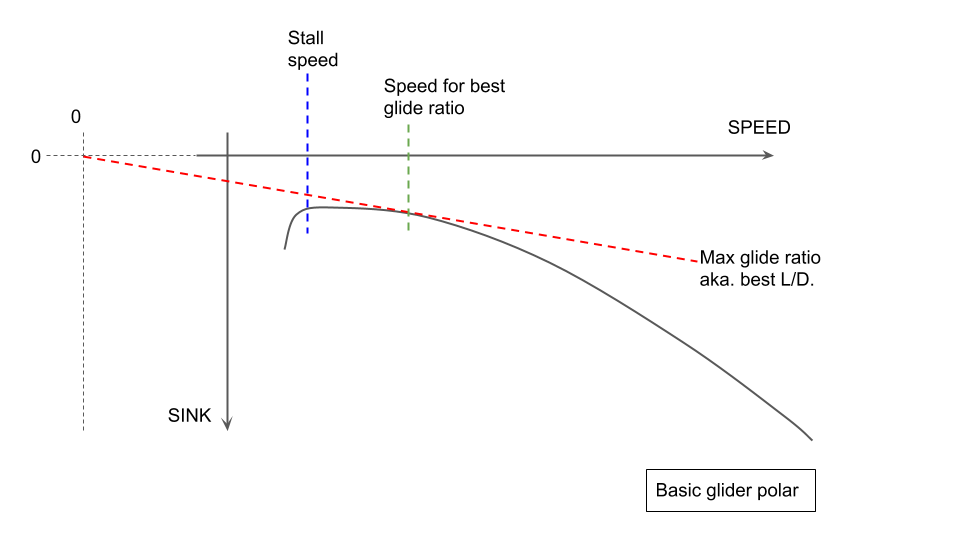 Stall
speed
Speed for best
glide ratio
0
SPEED
0
Max glide ratio
aka. best L/D.
SINK
Basic glider polar